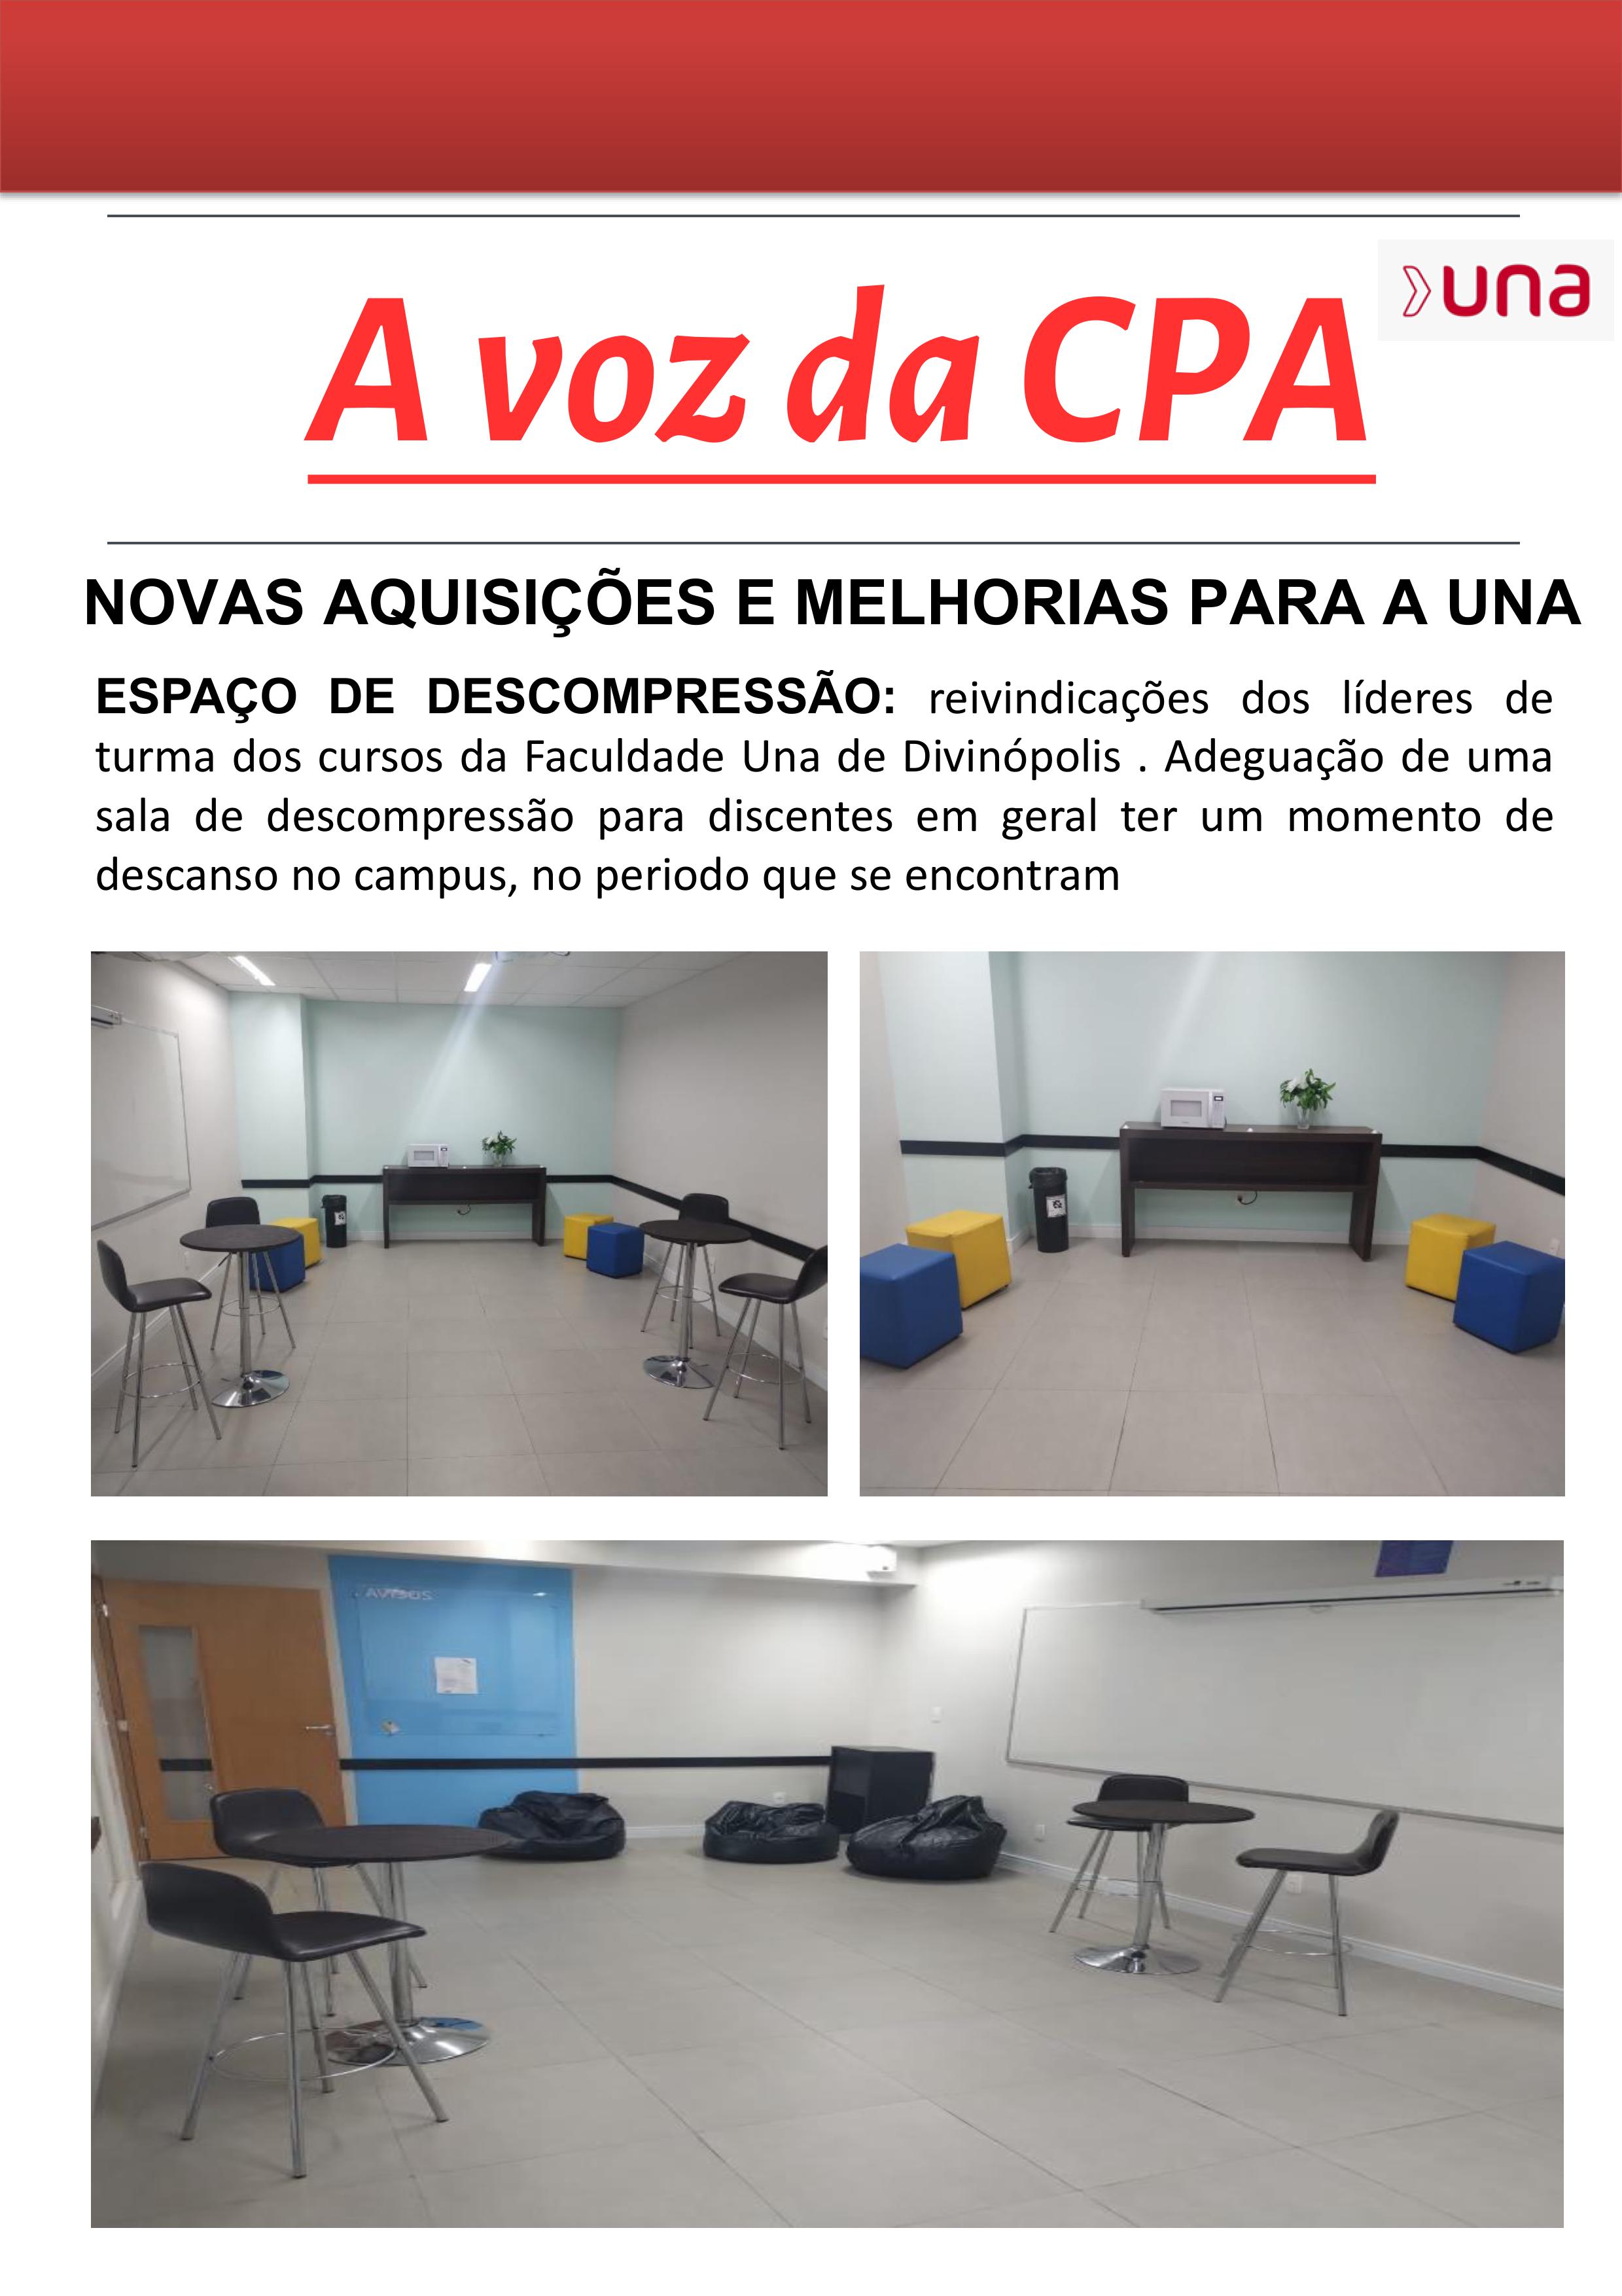 una
A voz da CPA
NOVAS AQUISIÇÕES E MELHORIAS PARA A UNA
ESPAÇO DE DESCOMPRESSÃO: reivindicações dos líderes de
turma dos cursos da Faculdade Una de Divinópolis . Adeguação de uma
sala de descompressão para discentes em geral ter um momento de
descanso no campus, no periodo que se encontram
AVISOS